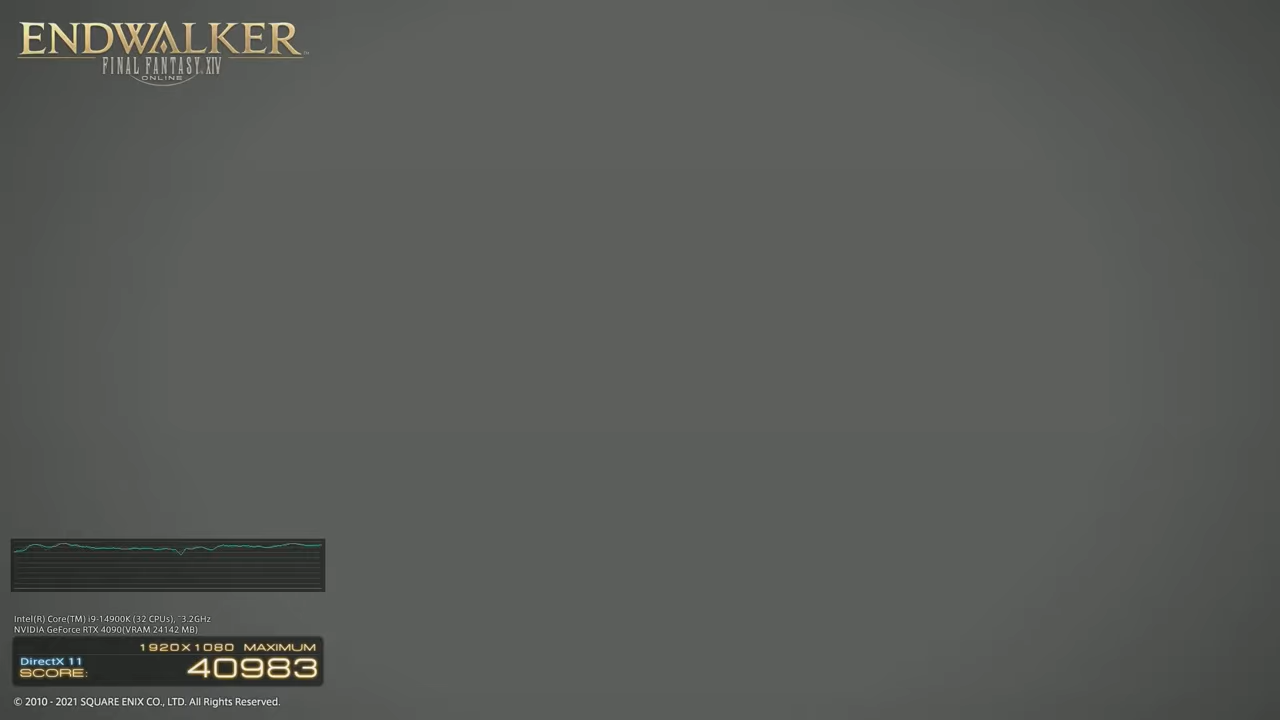 ENDWALKER
FINAL FANTASY XIV
ONLINE
Intel(R) Core(TM) i9-14900K (32 CPUs), ~3.2GHz
NVIDIA GeForce RTX 4090(VRAM 24142 MB)
1920X1080 MAXIMUM
DirectX 11
SCORE: 40983
© 2010 - 2021 SQUARE ENIX CO., LTD. All Rights Reserved.